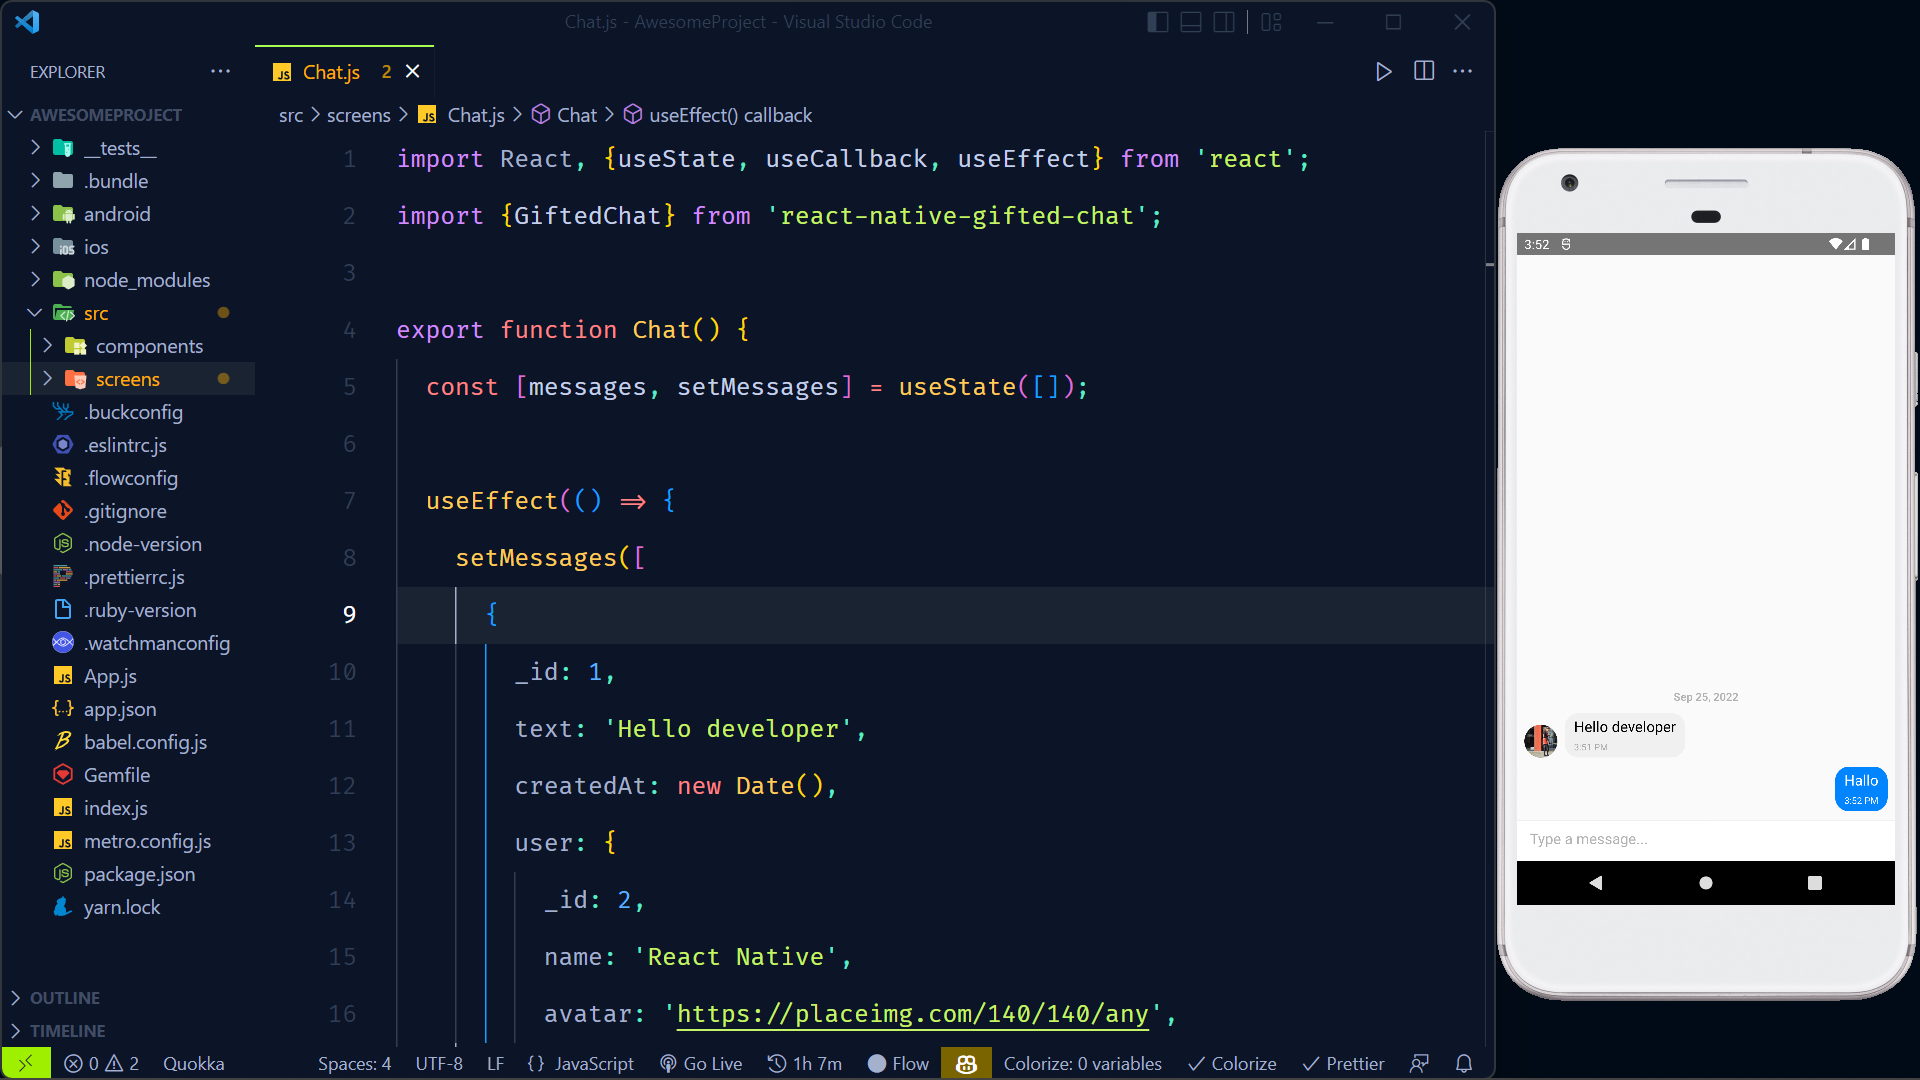 Chat.js - AwesomeProject - Visual Studio Code
EXPLORER
Chat.js 2
AWESOMEPROJECT
src > screens > JS Chat.js > Chat > useEffect() callback
__tests__
.bundle
android
ios
node_modules
src
components
screens
.buckconfig
.eslintrc.js
.flowconfig
.gitignore
.node-version
.prettierrc.js
.ruby-version
.watchmanconfig
App.js
app.json
babel.config.js
Gemfile
index.js
metro.config.js
package.json
yarn.lock
OUTLINE
TIMELINE
1 import React, {useState, useCallback, useEffect} from 'react';
2 import {GiftedChat} from 'react-native-gifted-chat';
3
4 export function Chat() {
5 const [messages, setMessages] = useState([]);
6
7 useEffect(() => {
8 setMessages([
9 {
10 _id: 1,
11 text: 'Hello developer',
12 createdAt: new Date(),
13 user: {
14 _id: 2,
15 name: 'React Native',
16 avatar: 'https://placeimg.com/140/140/any',
0 2 Quokka Spaces: 4 UTF-8 LF {} JavaScript Go Live 1h 7m Flow Colorize: 0 variables Colorize Prettier
3:52
Sep 25, 2022
Hello developer
3:51 PM
Hallo
3:52 PM
Type a message...